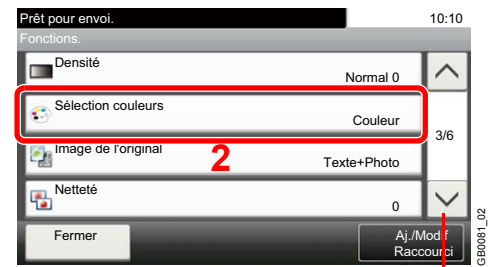 Prêt pour envoi. 10:10
Fonctions.
Densité
Normal 0
Sélection couleurs
Couleur
3/6
Image de l'original
2
Texte+Photo
Netteté
0
Fermer
Aj./Modif
Raccourci
GB0081_02